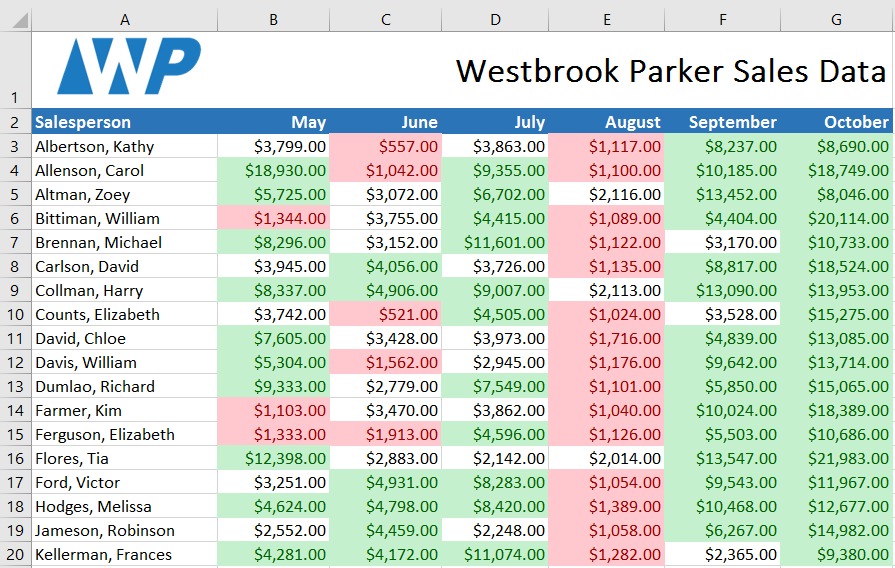 A B C D E F G
WP
1 Westbrook Parker Sales Data
2 Salesperson May June July August September October
3 Albertson, Kathy $3,799.00 $557.00 $3,863.00 $1,117.00 $8,237.00 $8,690.00
4 Allenson, Carol $18,930.00 $1,042.00 $9,355.00 $1,100.00 $10,185.00 $18,749.00
5 Altman, Zoey $5,725.00 $3,072.00 $6,702.00 $2,116.00 $13,452.00 $8,046.00
6 Bittiman, William $1,344.00 $3,755.00 $4,415.00 $1,089.00 $4,404.00 $20,114.00
7 Brennan, Michael $8,296.00 $3,152.00 $11,601.00 $1,122.00 $3,170.00 $10,733.00
8 Carlson, David $3,945.00 $4,056.00 $3,726.00 $1,135.00 $8,817.00 $18,524.00
9 Collman, Harry $8,337.00 $4,906.00 $9,007.00 $2,113.00 $13,090.00 $13,953.00
10 Counts, Elizabeth $3,742.00 $521.00 $4,505.00 $1,024.00 $3,528.00 $15,275.00
11 David, Chloe $7,605.00 $3,428.00 $3,973.00 $1,716.00 $4,839.00 $13,085.00
12 Davis, William $5,304.00 $1,562.00 $2,945.00 $1,176.00 $9,642.00 $13,714.00
13 Dumlao, Richard $9,333.00 $2,779.00 $7,549.00 $1,101.00 $5,850.00 $15,065.00
14 Farmer, Kim $1,103.00 $3,470.00 $3,862.00 $1,040.00 $10,024.00 $18,389.00
15 Ferguson, Elizabeth $1,333.00 $1,913.00 $4,596.00 $1,126.00 $5,503.00 $10,686.00
16 Flores, Tia $12,398.00 $2,883.00 $2,142.00 $2,014.00 $13,547.00 $21,983.00
17 Ford, Victor $3,251.00 $4,931.00 $8,283.00 $1,054.00 $9,543.00 $11,967.00
18 Hodges, Melissa $4,624.00 $4,798.00 $8,420.00 $1,389.00 $10,468.00 $12,677.00
19 Jameson, Robinson $2,552.00 $4,459.00 $2,248.00 $1,058.00 $6,267.00 $14,982.00
20 Kellerman, Frances $4,281.00 $4,172.00 $11,074.00 $1,282.00 $2,365.00 $9,380.00